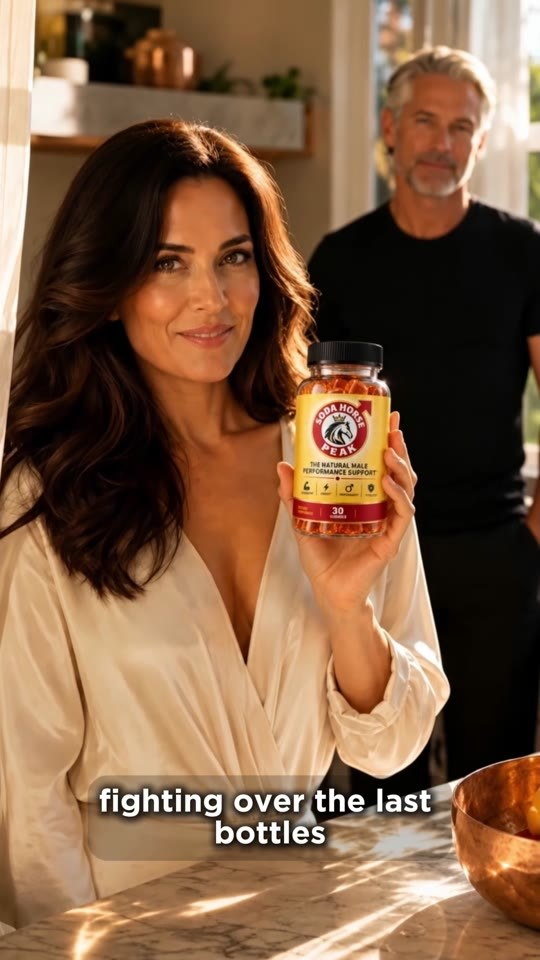 SODA HORSE
PEAK
THE NATURAL MALE
PERFORMANCE SUPPORT
30
fighting over the last
bottles